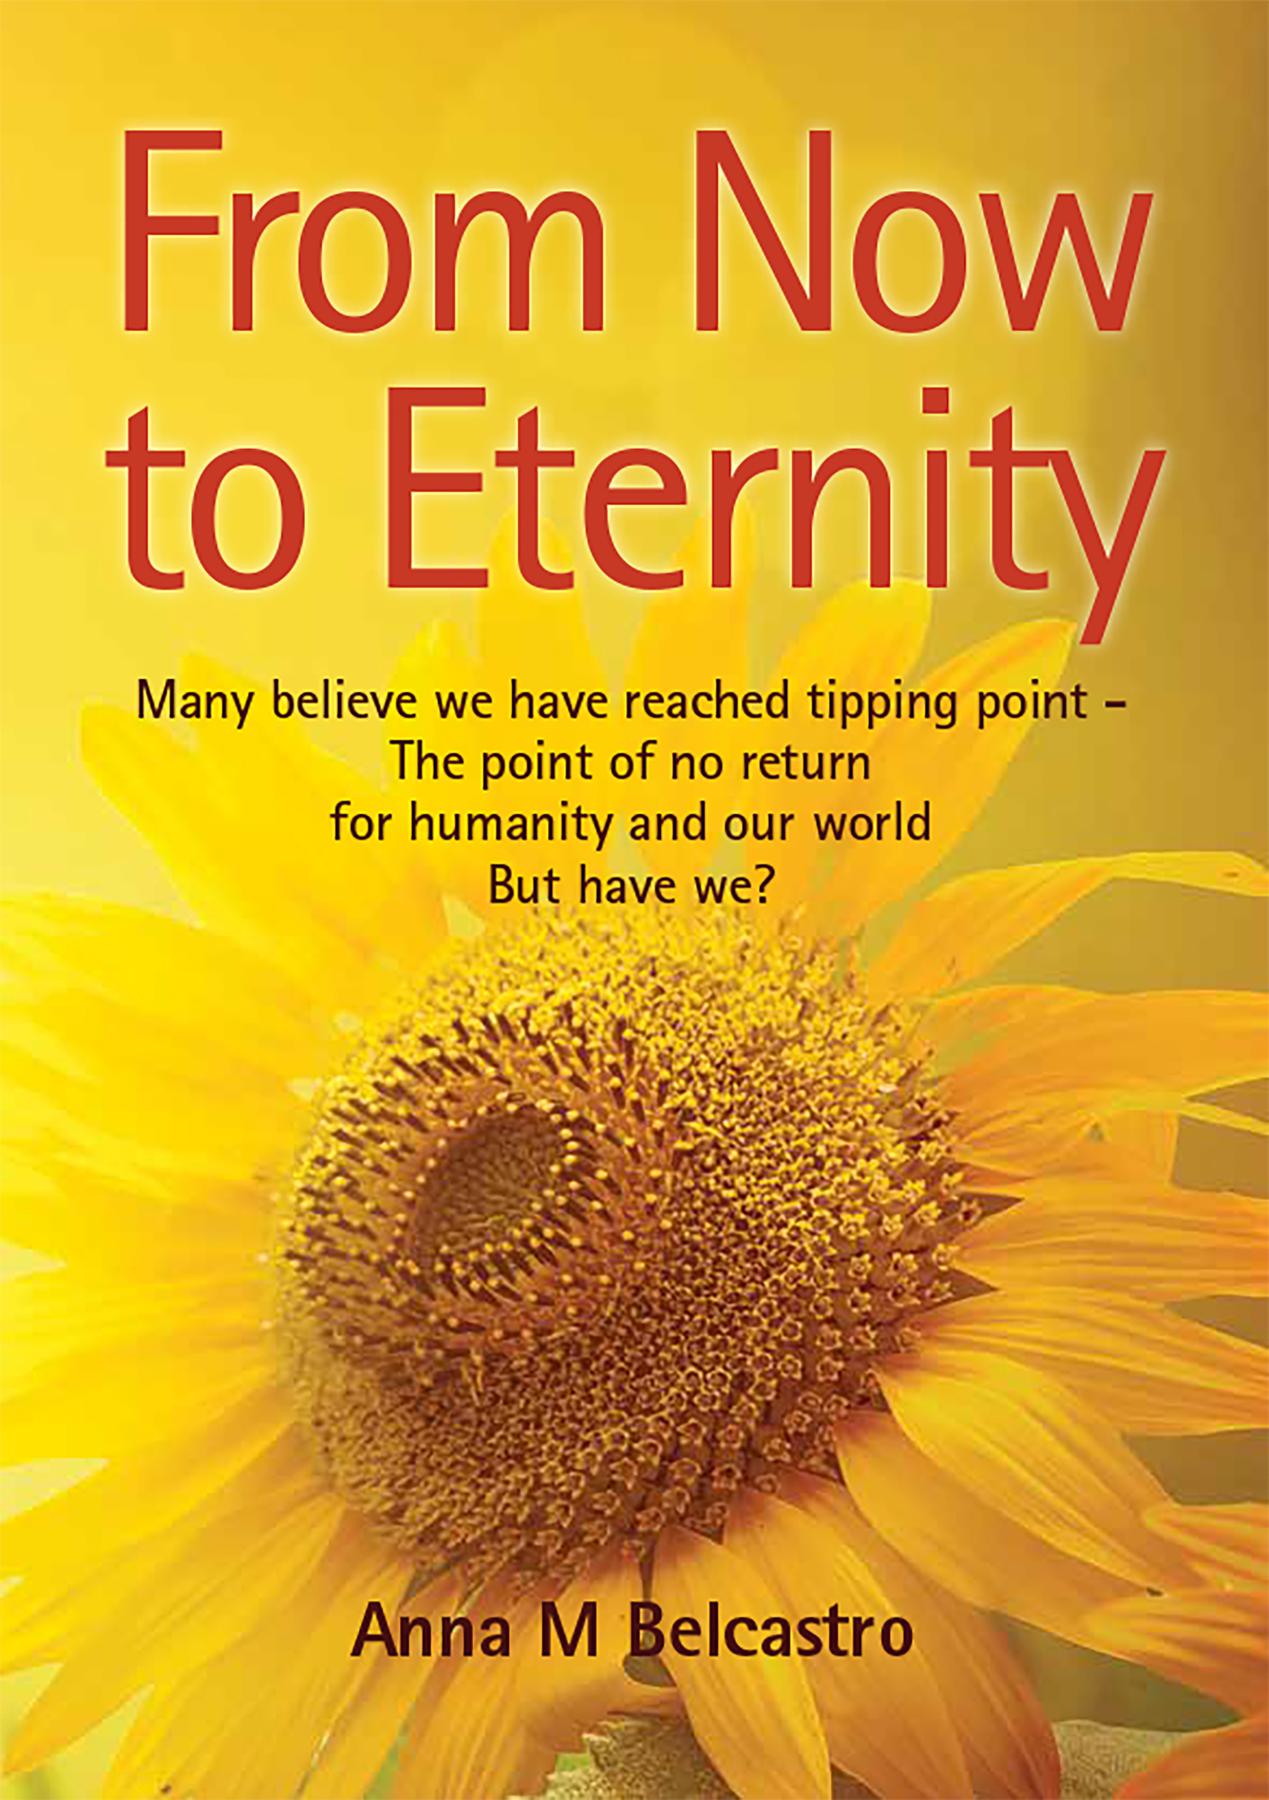 From Now
to Eternity
Many believe we have reached tipping point –
The point of no return
for humanity and our world
But have we?
Anna M Belcastro